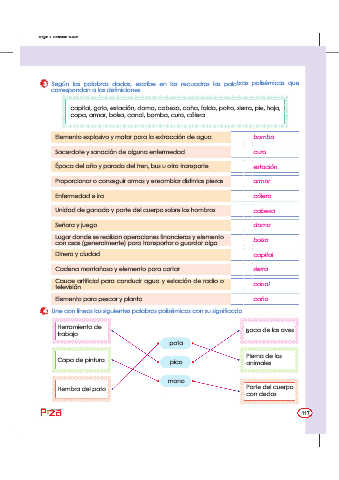 Según las palabras dadas, escribe en los recuadros las palabras polisémicas que
correspondan a las definiciones
capital, gato, estación, dama, cabeza, caña, falda, potro, sierra, pie, hoja,
copa, armar, bolsa, canal, bomba, cura, cólera
Elemento explosivo y motor para la extracción de agua bomba
Sacerdote y sanación de alguna enfermedad cura
Época del año y parada del tren, bus u otro transporte estación
Proporcionar o conseguir armas y ensamblar distintas piezas armar
Enfermedad e ira cólera
Unidad de ganado y parte del cuerpo sobre los hombros cabeza
Señora y juego dama
Lugar donde se realizan operaciones financieras y elemento
con asas (generalmente) para transportar o guardar algo bolsa
Dinero y ciudad capital
Cadena montañosa y elemento para cortar sierra
Cauce artificial para conducir agua y estación de radio o
televisión canal
Elemento para pescar y planta caña
Une con líneas las siguientes palabras polisémicas con su significado
Herramienta de
trabajo
Boca de las aves
pata
Capa de pintura
pico
Pierna de los
animales
mano
Hembra del pato
Parte del cuerpo
con dedos
117